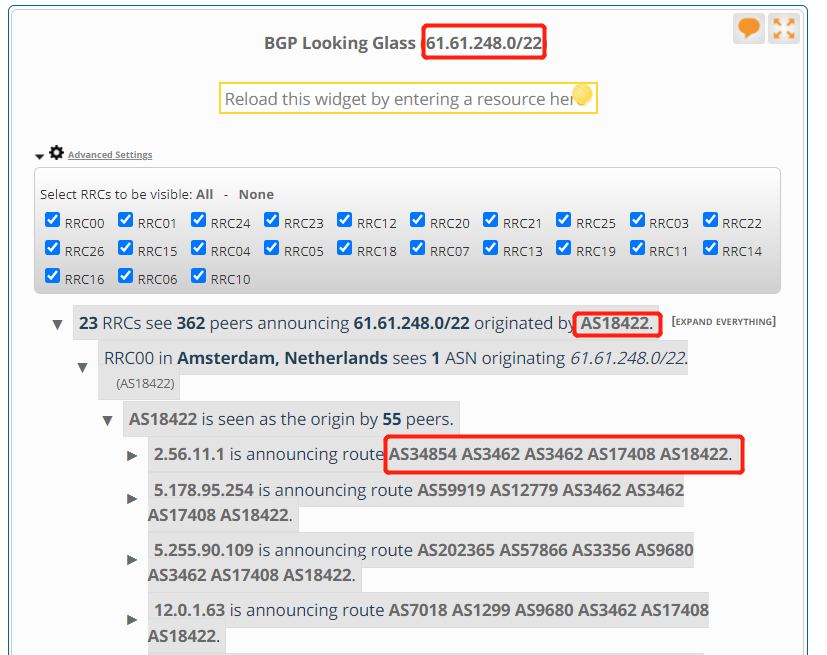 BGP Looking Glass (61.61.248.0/22)
Reload this widget by entering a resource here
Advanced Settings
Select RRCs to be visible: All - None
RRC00 RRC01 RRC24 RRC23 RRC12 RRC20 RRC21 RRC25 RRC03 RRC22
RRC26 RRC15 RRC04 RRC05 RRC18 RRC07 RRC13 RRC19 RRC11 RRC14
RRC16 RRC06 RRC10
23 RRCs see 362 peers announcing 61.61.248.0/22 originated by AS18422. [EXPAND EVERYTHING]
RRC00 in Amsterdam, Netherlands sees 1 ASN originating 61.61.248.0/22.
(AS18422)
AS18422 is seen as the origin by 55 peers.
2.56.11.1 is announcing route AS34854 AS3462 AS3462 AS17408 AS18422.
5.178.95.254 is announcing route AS59919 AS12779 AS3462 AS3462
AS17408 AS18422.
5.255.90.109 is announcing route AS202365 AS57866 AS3356 AS9680
AS3462 AS17408 AS18422.
12.0.1.63 is announcing route AS7018 AS1299 AS9680 AS3462 AS17408
AS18422.